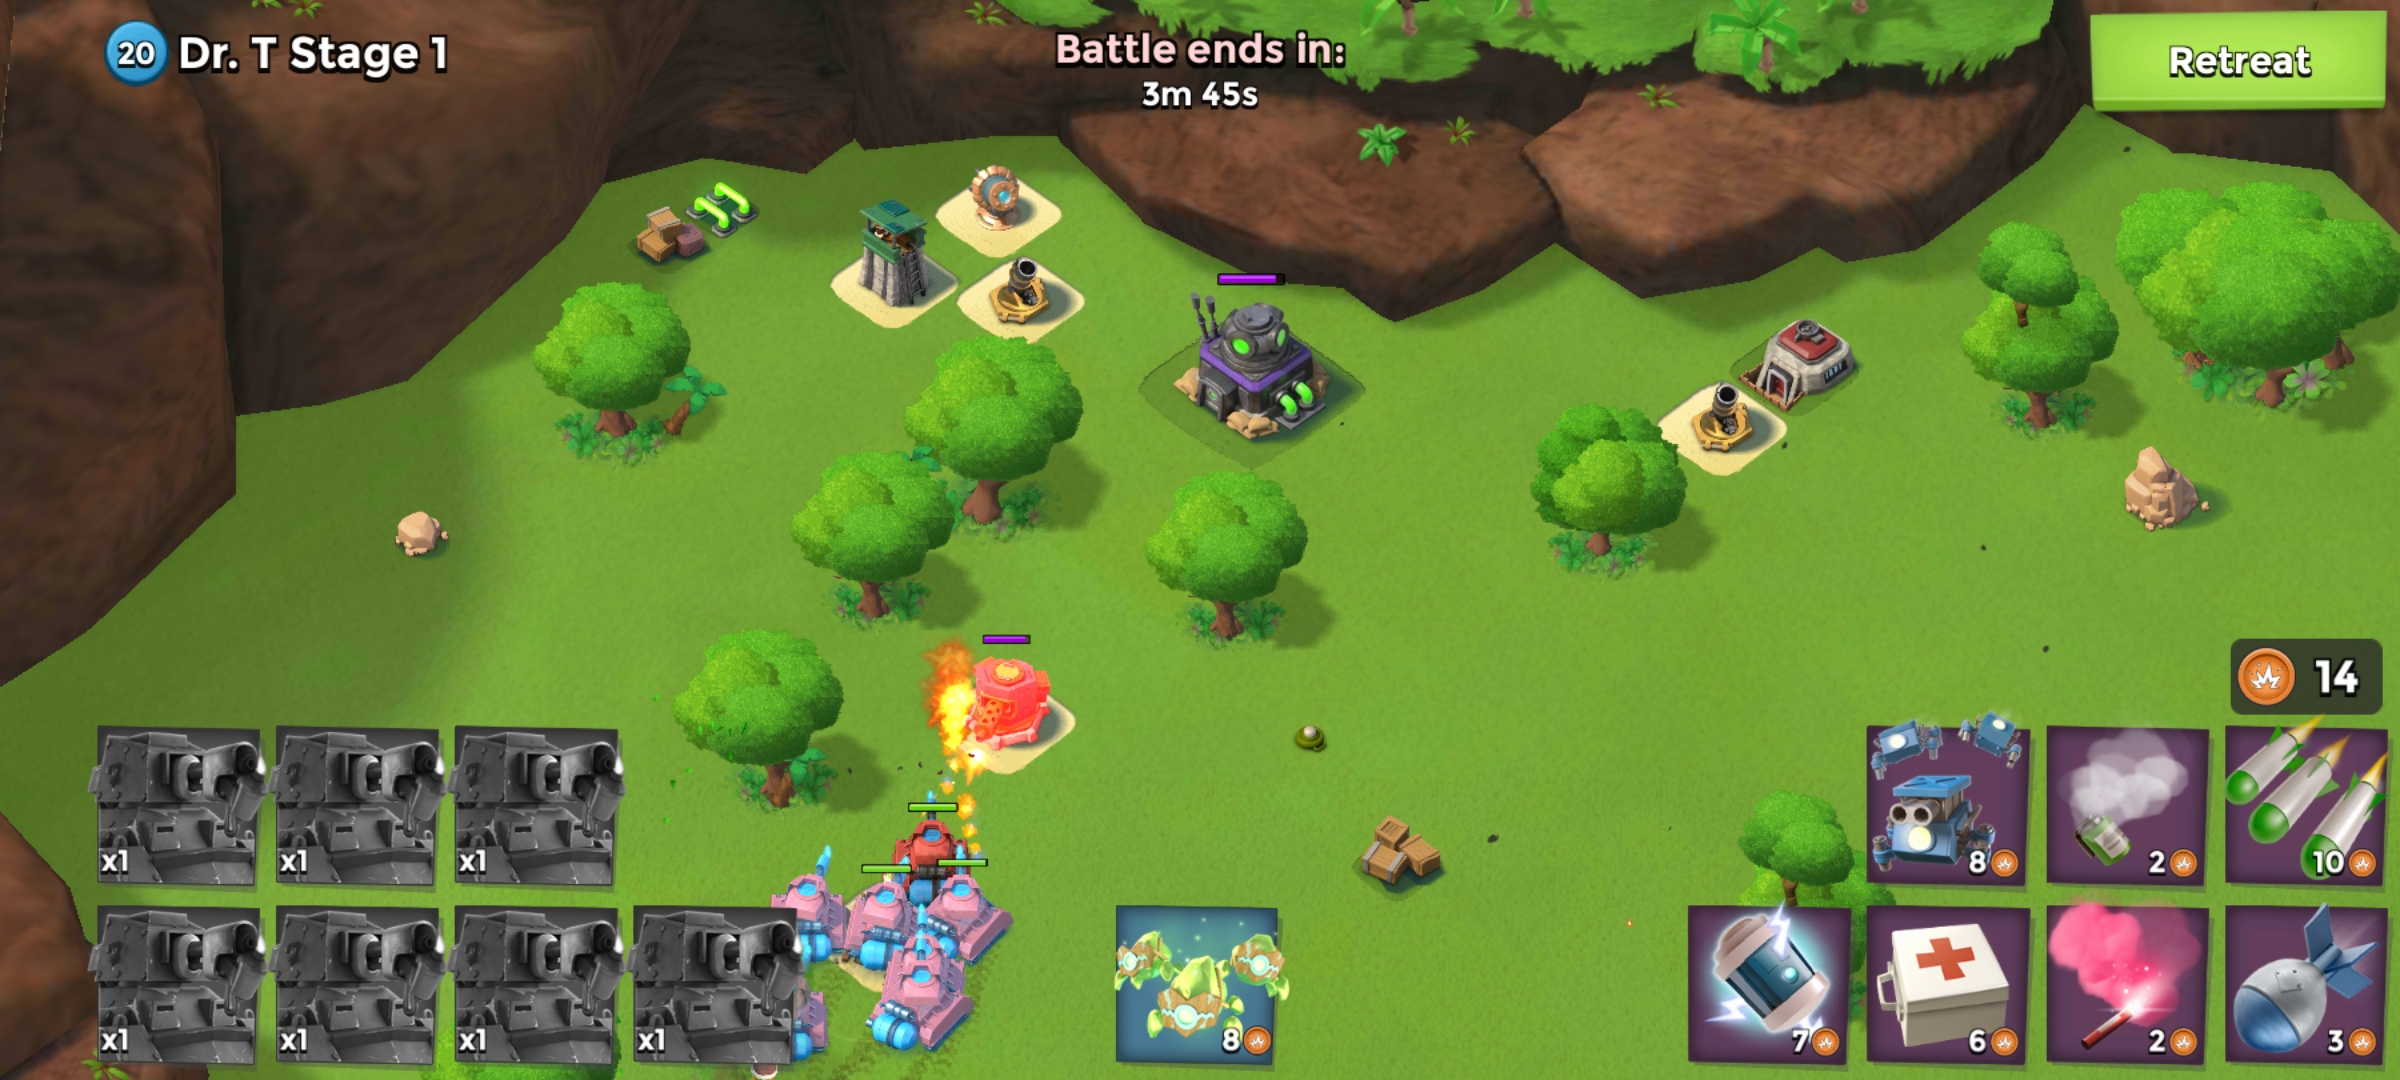 20 Dr. T Stage 1
Battle ends in:
3m 45s
Retreat
14
x1
x1
x1
8
2
10
x1
x1
x1
x1
8
7
6
2
3